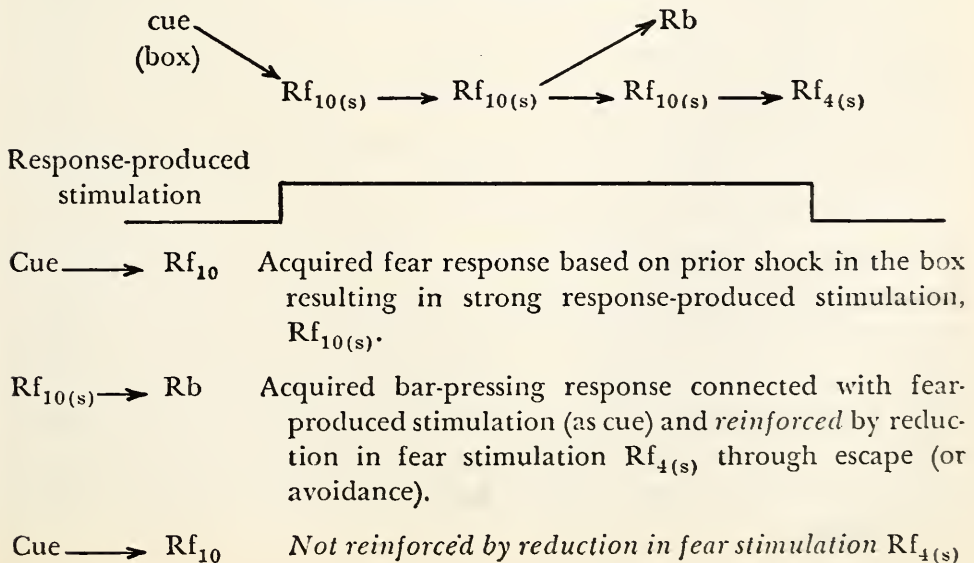 cue Rb
(box)
Rf10(s) Rf10(s) Rf10(s) Rf4(s)
Response-produced
stimulation
Cue Rf10 Acquired fear response based on prior shock in the box
resulting in strong response-produced stimulation,
Rf10(s).
Rf10(s) Rb Acquired bar-pressing response connected with fear-
produced stimulation (as cue) and reinforced by reduc-
tion in fear stimulation Rf4(s) through escape (or
avoidance).
Cue Rf10 Not reinforced by reduction in fear stimulation Rf4(s)